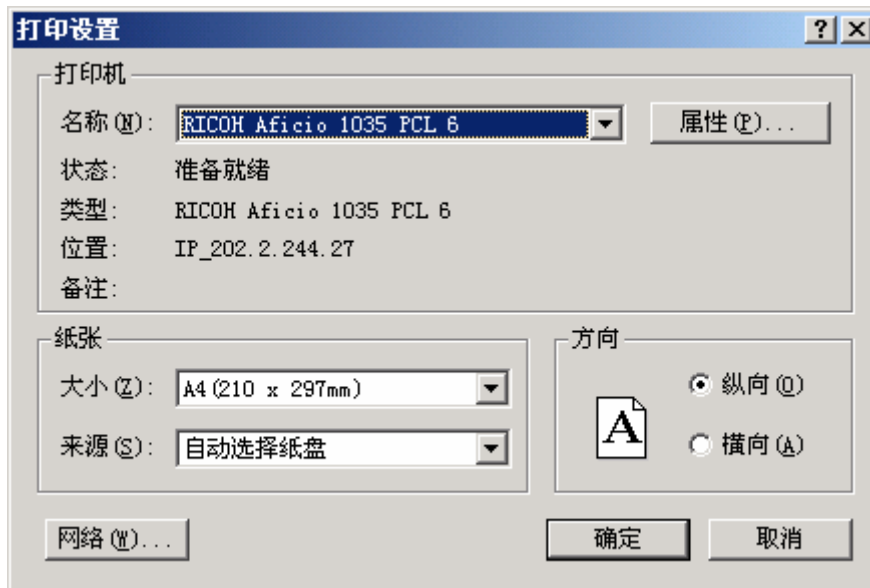 打印设置
打印机
名称(N): RICOH Aficio 1035 PCL 6 属性(P)...
状态: 准备就绪
类型: RICOH Aficio 1035 PCL 6
位置: IP_202.2.244.27
备注:
纸张
大小(Z): A4(210 x 297mm)
来源(S): 自动选择纸盘
方向
A
纵向(O)
横向(A)
网络(W)... 确定 取消